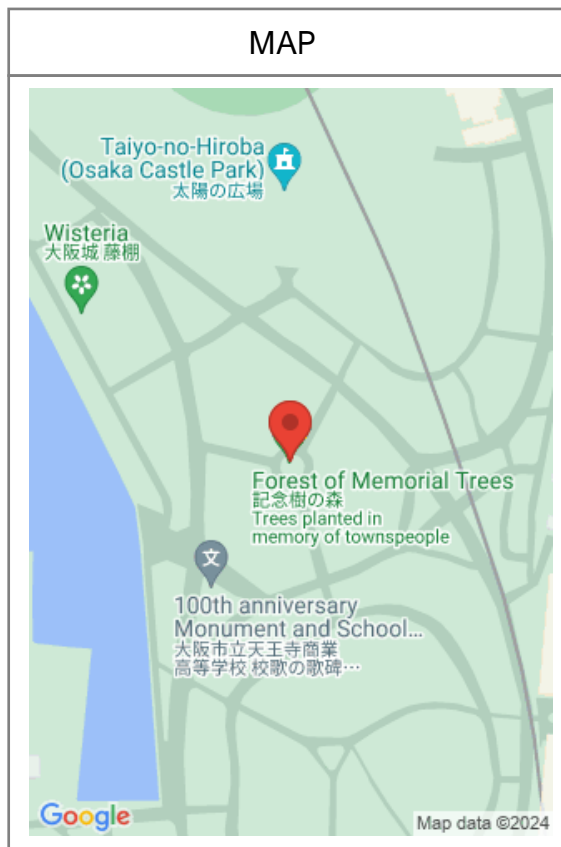 MAP
Taiyo-no-Hiroba
(Osaka Castle Park)
太陽の広場
Wisteria
大阪城 藤棚
Forest of Memorial Trees
記念樹の森
Trees planted in
memory of townspeople
文
100th anniversary
Monument and School...
大阪市立天王寺商業
高等学校 校歌の歌碑…
Google
Map data ©2024